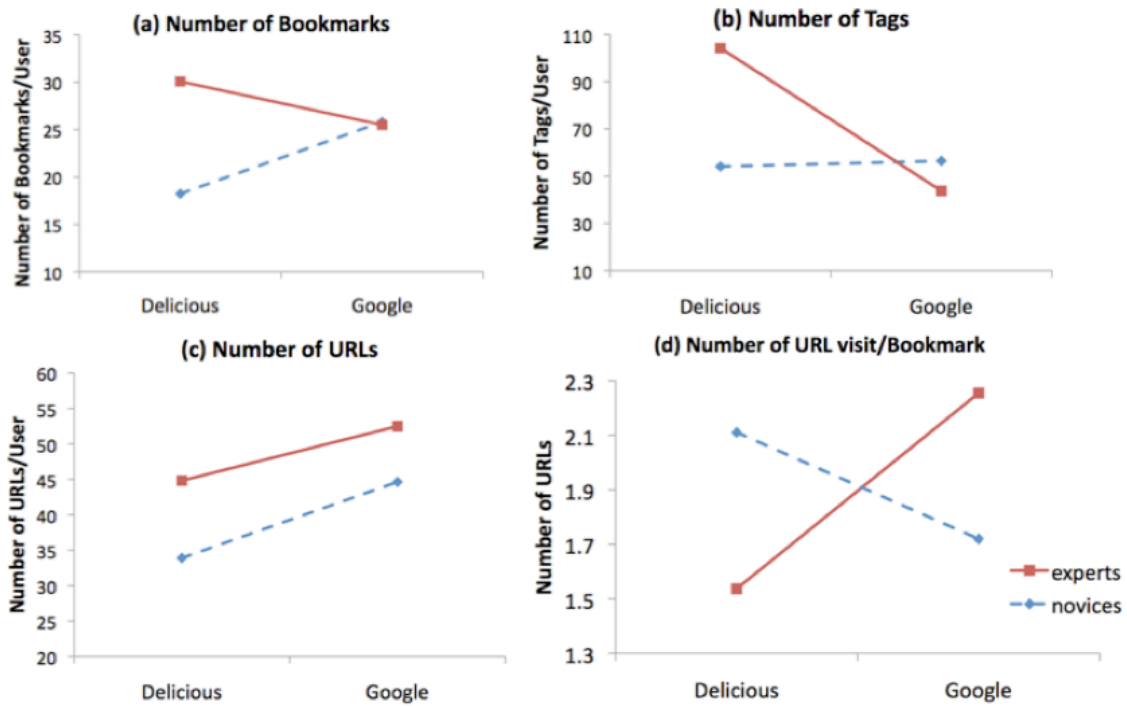 (a) Number of Bookmarks
Number of Bookmarks/User
35
30
25
20
15
10
Delicious
Google
(b) Number of Tags
Number of Tags/User
110
90
70
50
30
10
Delicious
Google
(c) Number of URLs
Number of URLs/User
60
55
50
45
40
35
30
25
20
Delicious
Google
(d) Number of URL visit/Bookmark
Number of URLs
2.3
2.1
1.9
1.7
1.5
1.3
Delicious
Google
experts
novices